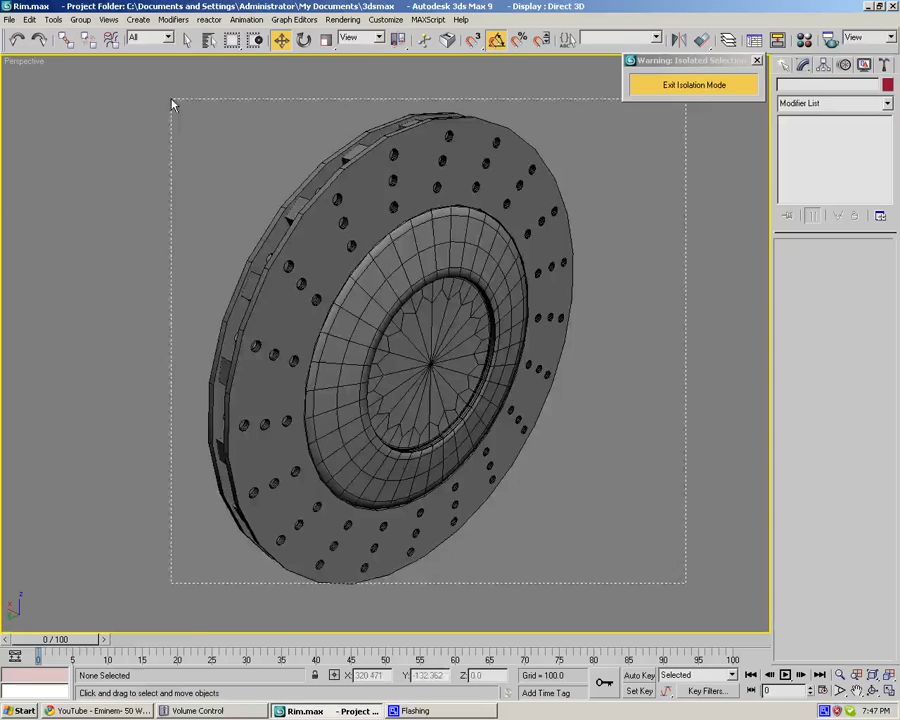 Rim.max - Project Folder: C:\Documents and Settings\Administrator\My Documents\3dsmax - Autodesk 3ds Max 9 - Display : Direct 3D
File Edit Tools Group Views Create Modifiers reactor Animation Graph Editors Rendering Customize MAXScript Help
All View View
Perspective
Warning: Isolated Selection
Exit Isolation Mode
Modifier List
z
x
0 / 100
0 5 10 15 20 25 30 35 40 45 50 55 60 65 70 75 80 85 90 95 100
None Selected X: 320.471 Y: -132.362 Z: 0.0 Grid = 100.0 Auto Key Selected
Click and drag to select and move objects Add Time Tag Set Key Key Filters... 0
Start YouTube - Eminem- 50 W... Volume Control Rim.max - Project ... Flashing 7:47 PM